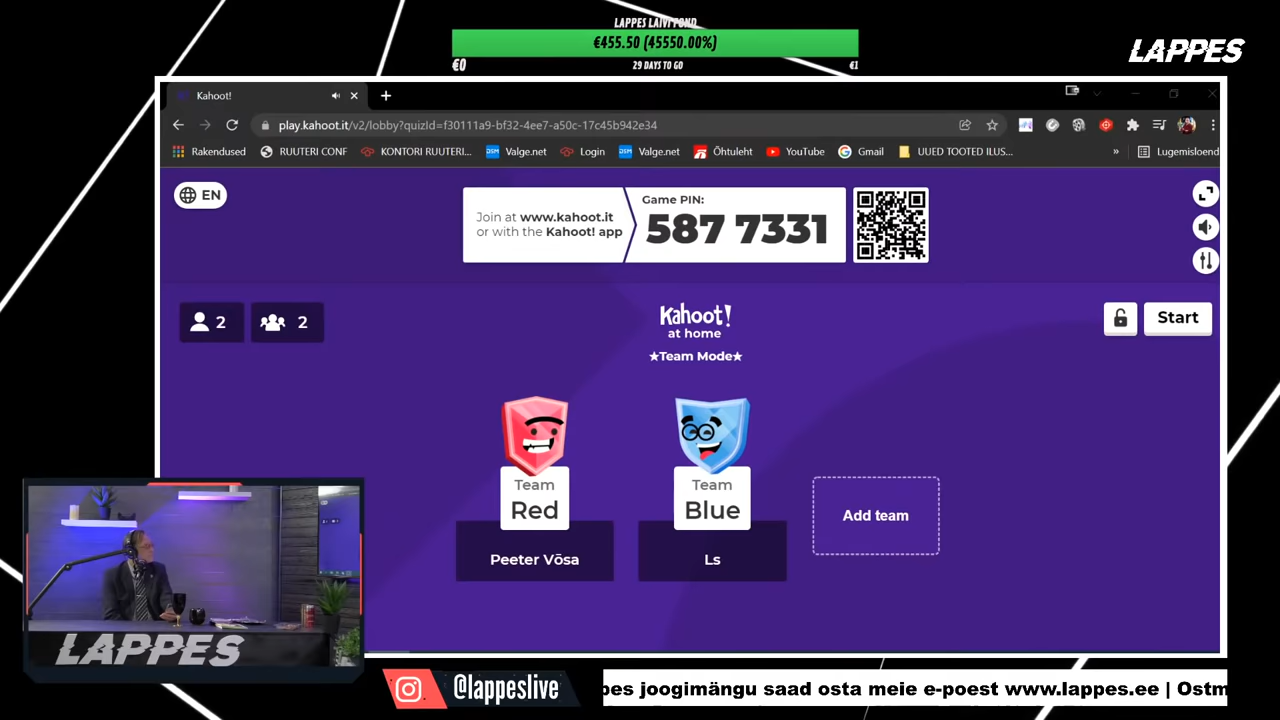 LAPPES LAIVI FOND
€455.50 (45550.00%)
€0
29 DAYS TO GO
€1
LAPPES
Kahoot!
play.kahoot.it/v2/lobby?quizId=f30111a9-bf32-4ee7-a50c-17c45b942e34
Rakendused
RUUTERI CONF
KONTORI RUUTERI...
Valge.net
Login
Valge.net
Õhtuleht
YouTube
Gmail
UUED TOOTED ILUS...
»
Lugemisloend
EN
Join at www.kahoot.it
or with the Kahoot! app
Game PIN:
587 7331
2
2
Kahoot!
at home
★Team Mode★
Start
Team
Red
Peeter Võsa
Team
Blue
Ls
Add team
LAPPES
@lappeslive
pes joogimängu saad osta meie e-poest www.lappes.ee | Ostm